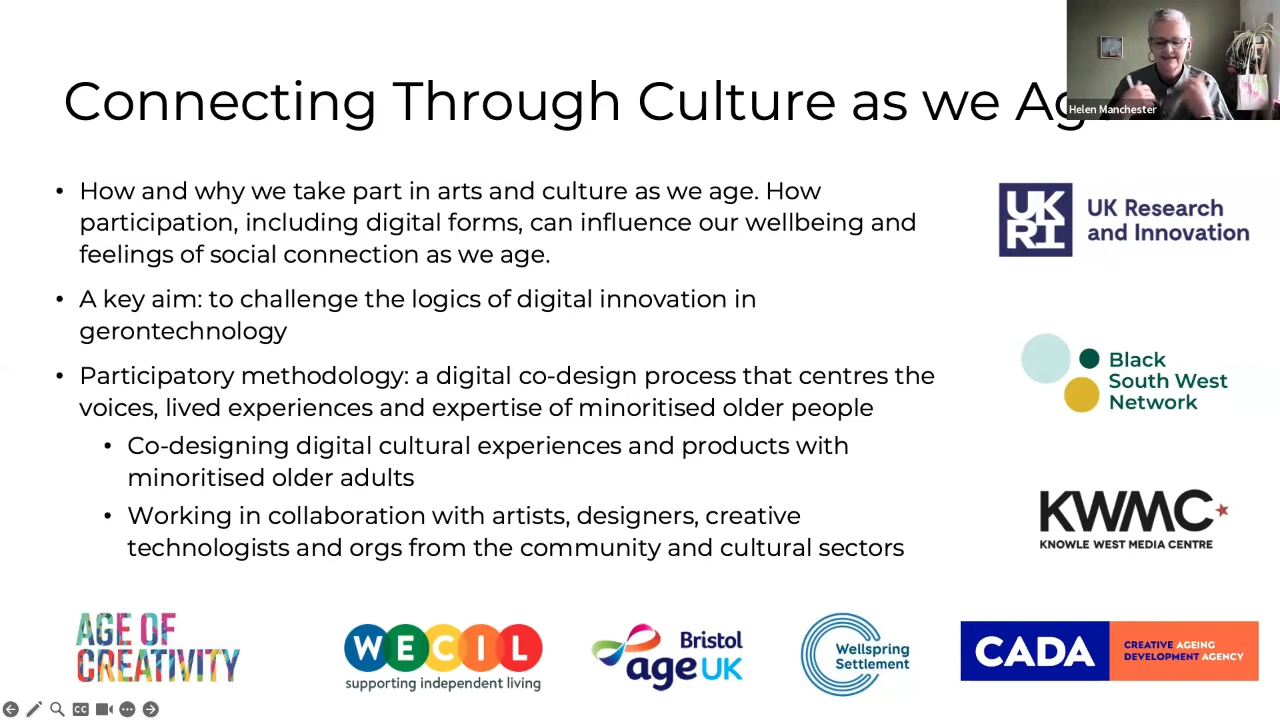 Connecting Through Culture as we Ag
Helen Manchester
• How and why we take part in arts and culture as we age. How
participation, including digital forms, can influence our wellbeing and
feelings of social connection as we age.
• A key aim: to challenge the logics of digital innovation in
gerontechnology
• Participatory methodology: a digital co-design process that centres the
voices, lived experiences and expertise of minoritised older people
• Co-designing digital cultural experiences and products with
minoritised older adults
• Working in collaboration with artists, designers, creative
technologists and orgs from the community and cultural sectors
UK
RI
UK Research
and Innovation
Black
South West
Network
KWMC
KNOWLE WEST MEDIA CENTRE
AGE OF
CREATIVITY
WECIL
supporting independent living
Bristol
age UK
Wellspring
Settlement
CADA
CREATIVE AGEING
DEVELOPMENT AGENCY
CC